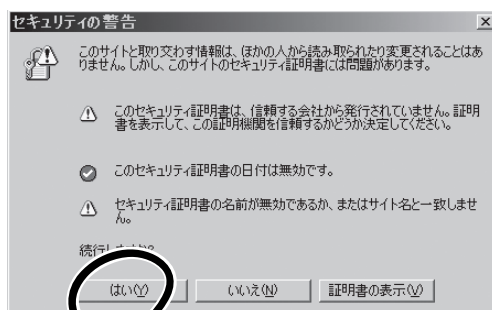 セキュリティの警告
このサイトと取り交わす情報は、ほかの人から読み取られたり変更されることはあ
りません。しかし、このサイトのセキュリティ証明書には問題があります。
このセキュリティ証明書は、信頼する会社から発行されていません。証明
書を表示して、この証明機関を信頼するかどうか決定してください。
このセキュリティ証明書の日付は無効です。
セキュリティ証明書の名前が無効であるか、またはサイト名と一致しませ
ん。
続行しますか?
はい(Y) いいえ(N) 証明書の表示(V)